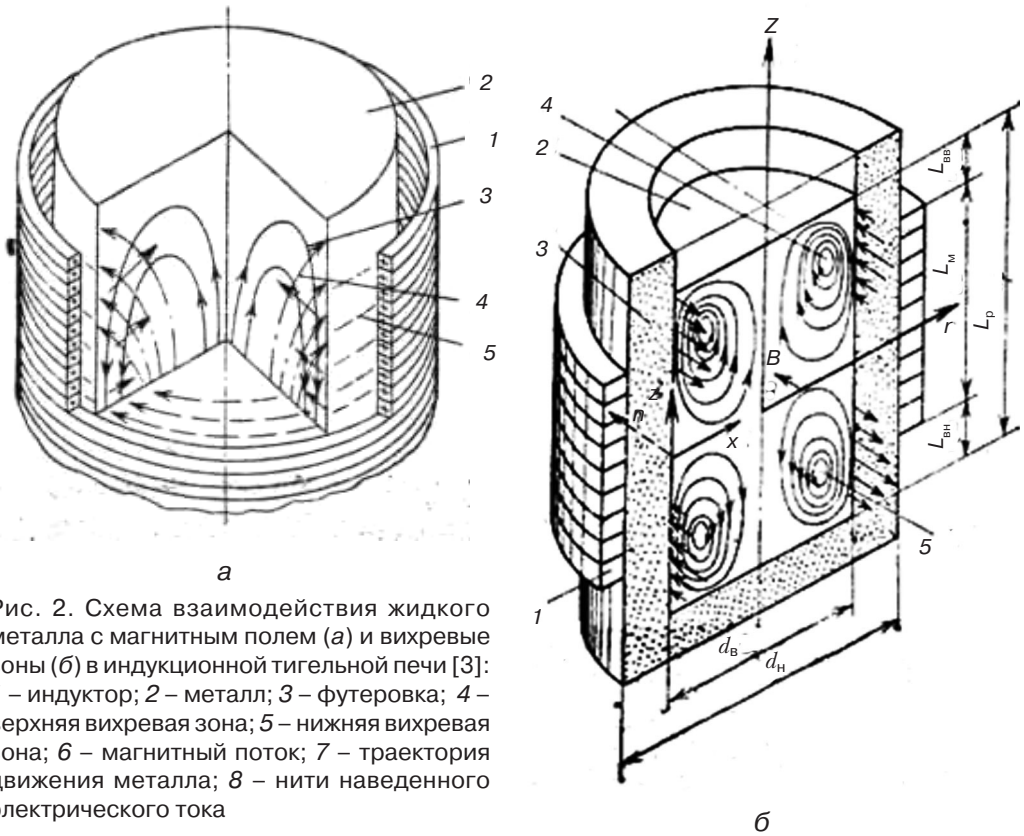 Z
2
1
3
4
5
а
4
2
3
1
5
L вв
L м
L р
L вн
r
B
z
n
x
d в
d н
б
Рис. 2. Схема взаимодействия жидкого
металла с магнитным полем (а) и вихревые
зоны (б) в индукционной тигельной печи [3]:
– индуктор; 2 – металл; 3 – футеровка; 4 –
верхняя вихревая зона; 5 – нижняя вихревая
зона; 6 – магнитный поток; 7 – траектория
движения металла; 8 – нити наведенного
электрического тока